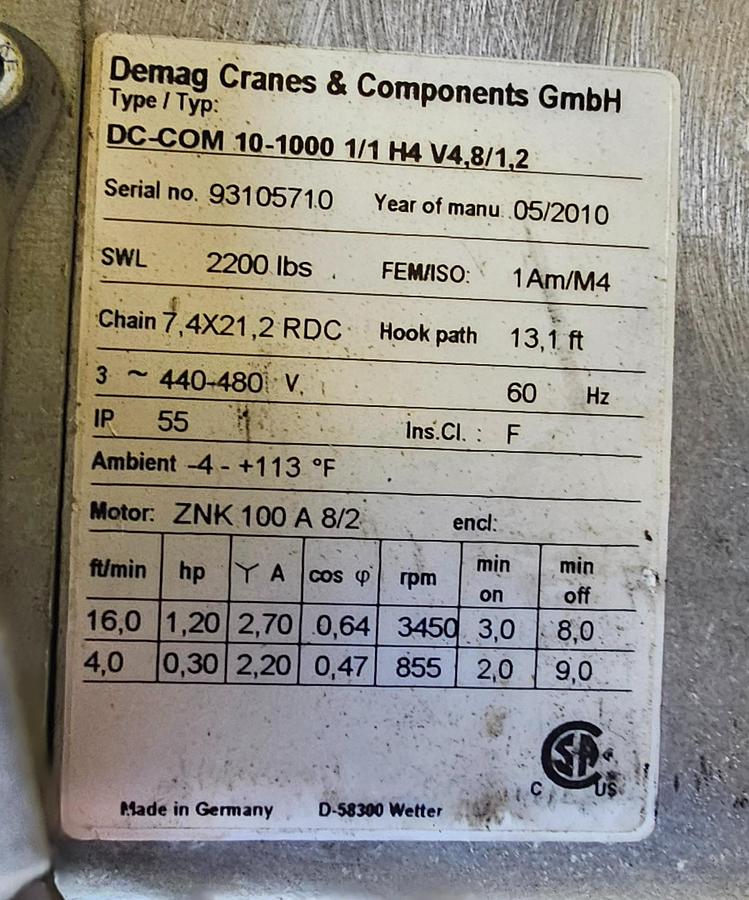 Demag Cranes & Components GmbH
Type / Typ:
DC-COM 10-1000 1/1 H4 V4,8/1,2
Serial no. 93105710 Year of manu. 05/2010
SWL 2200 lbs FEM/ISO: 1Am/M4
Chain 7,4X21,2 RDC Hook path 13,1 ft
3 ~ 440-480 V 60 Hz
IP 55 Ins.Cl. : F
Ambient -4 - +113 °F
Motor: ZNK 100 A 8/2 encl:
ft/min hp Y A cos φ rpm min on min off
16,0 1,20 2,70 0,64 3450 3,0 8,0
4,0 0,30 2,20 0,47 855 2,0 9,0
SA
C US
Made in Germany D-58300 Wetter